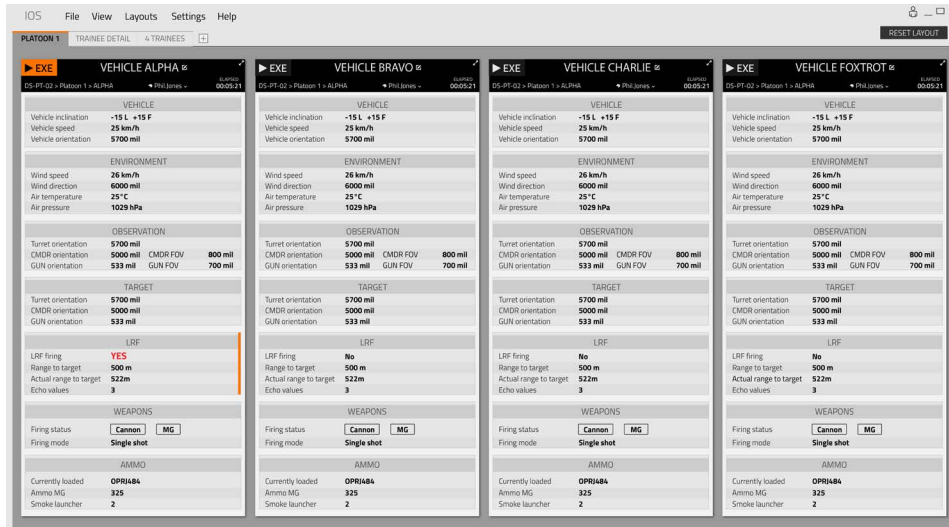 IOS File View Layouts Settings Help
PLATOON 1 TRAINEE DETAIL 4 TRAINEES
RESET LAYOUT
EXE VEHICLE ALPHA
ELAPSED
DS-PT-02 > Platoon 1 > ALPHA Phil.Jones 00:05:21
VEHICLE
Vehicle inclination -15 L +15 F
Vehicle speed 25 km/h
Vehicle orientation 5700 mil
ENVIRONMENT
Wind speed 26 km/h
Wind direction 6000 mil
Air temperature 25°C
Air pressure 1029 hPa
OBSERVATION
Turret orientation 5700 mil
CMDR orientation 5000 mil CMDR FOV 800 mil
GUN orientation 533 mil GUN FOV 700 mil
TARGET
Turret orientation 5700 mil
CMDR orientation 5000 mil
GUN orientation 533 mil
LRF
LRF firing YES
Range to target 500 m
Actual range to target 522m
Echo values 3
WEAPONS
Firing status Cannon MG
Firing mode Single shot
AMMO
Currently loaded OPRJ484
Ammo MG 325
Smoke launcher 2
EXE VEHICLE BRAVO
ELAPSED
DS-PT-02 > Platoon 1 > ALPHA Phil.Jones 00:05:21
VEHICLE
Vehicle inclination -15 L +15 F
Vehicle speed 25 km/h
Vehicle orientation 5700 mil
ENVIRONMENT
Wind speed 26 km/h
Wind direction 6000 mil
Air temperature 25°C
Air pressure 1029 hPa
OBSERVATION
Turret orientation 5700 mil
CMDR orientation 5000 mil CMDR FOV 800 mil
GUN orientation 533 mil GUN FOV 700 mil
TARGET
Turret orientation 5700 mil
CMDR orientation 5000 mil
GUN orientation 533 mil
LRF
LRF firing No
Range to target 500 m
Actual range to target 522m
Echo values 3
WEAPONS
Firing status Cannon MG
Firing mode Single shot
AMMO
Currently loaded OPRJ484
Ammo MG 325
Smoke launcher 2
EXE VEHICLE CHARLIE
ELAPSED
DS-PT-02 > Platoon 1 > ALPHA Phil.Jones 00:05:21
VEHICLE
Vehicle inclination -15 L +15 F
Vehicle speed 25 km/h
Vehicle orientation 5700 mil
ENVIRONMENT
Wind speed 26 km/h
Wind direction 6000 mil
Air temperature 25°C
Air pressure 1029 hPa
OBSERVATION
Turret orientation 5700 mil
CMDR orientation 5000 mil CMDR FOV 800 mil
GUN orientation 533 mil GUN FOV 700 mil
TARGET
Turret orientation 5700 mil
CMDR orientation 5000 mil
GUN orientation 533 mil
LRF
LRF firing No
Range to target 500 m
Actual range to target 522m
Echo values 3
WEAPONS
Firing status Cannon MG
Firing mode Single shot
AMMO
Currently loaded OPRJ484
Ammo MG 325
Smoke launcher 2
EXE VEHICLE FOXTROT
ELAPSED
DS-PT-02 > Platoon 1 > ALPHA Phil.Jones 00:05:21
VEHICLE
Vehicle inclination -15 L +15 F
Vehicle speed 25 km/h
Vehicle orientation 5700 mil
ENVIRONMENT
Wind speed 26 km/h
Wind direction 6000 mil
Air temperature 25°C
Air pressure 1029 hPa
OBSERVATION
Turret orientation 5700 mil
CMDR orientation 5000 mil CMDR FOV 800 mil
GUN orientation 533 mil GUN FOV 700 mil
TARGET
Turret orientation 5700 mil
CMDR orientation 5000 mil
GUN orientation 533 mil
LRF
LRF firing No
Range to target 500 m
Actual range to target 522m
Echo values 3
WEAPONS
Firing status Cannon MG
Firing mode Single shot
AMMO
Currently loaded OPRJ484
Ammo MG 325
Smoke launcher 2